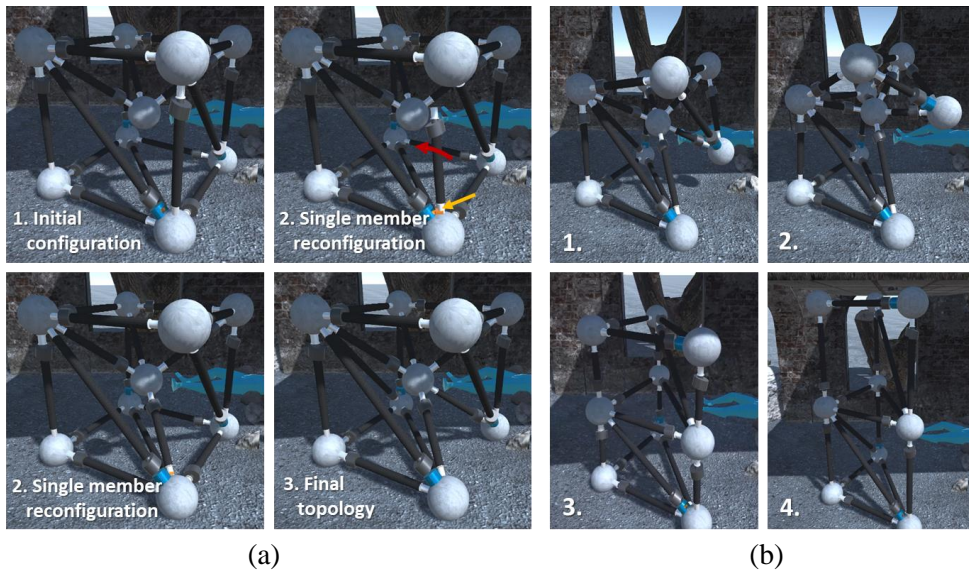 1. Initial
configuration
2. Single member
reconfiguration
2. Single member
reconfiguration
3. Final
topology
1.
2.
3.
4.
(a)
(b)